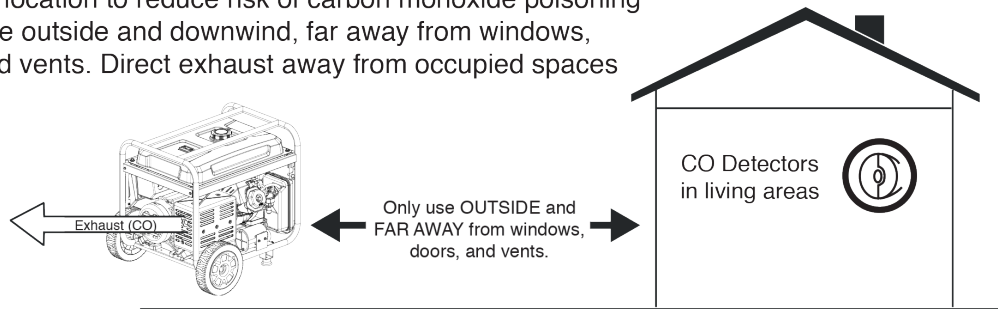 location to reduce risk of carbon monoxide poisoning
e outside and downwind, far away from windows,
d vents. Direct exhaust away from occupied spaces
CO Detectors
in living areas
Exhaust (CO)
Only use OUTSIDE and
FAR AWAY from windows,
doors, and vents.